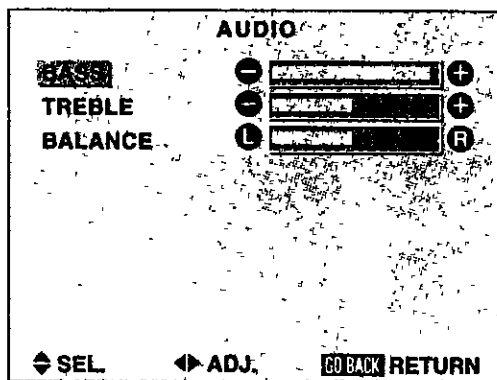 AUDIO
BASS
TREBLE
BALANCE L R
SEL. ADJ. GO BACK RETURN